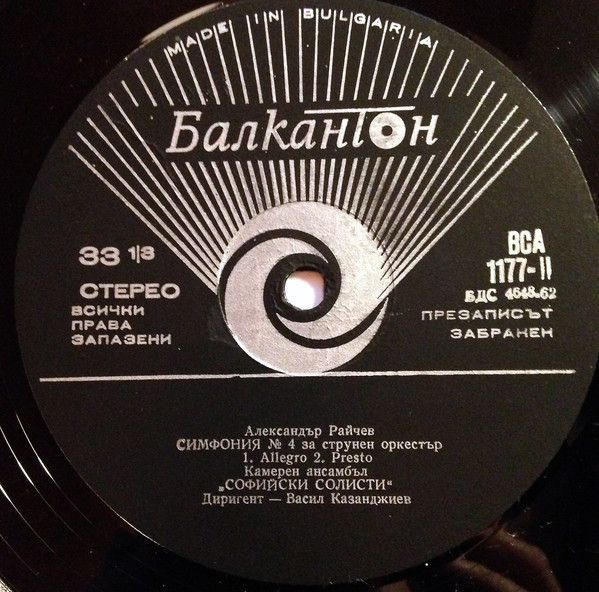 MADE IN BULGARIA
Балкантон
33 1/3
СТЕРЕО
ВСИЧКИ
ПРАВА
ЗАПАЗЕНИ
ВСА
1177-II
БДС 4648-62
ПРЕЗАПИСЪТ
ЗАБРАНЕН
Александър Райчев
СИМФОНИЯ № 4 за струнен оркестър
1. Allegro 2. Presto
Камерен ансамбъл
„СОФИЙСКИ СОЛИСТИ“
Диригент — Васил Казанджиев